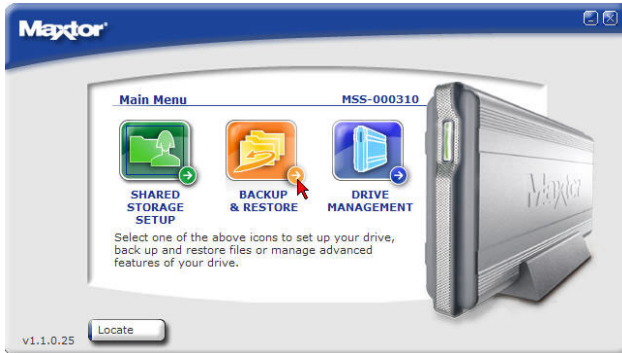 Maxtor
Main Menu MSS-000310
SHARED STORAGE SETUP
BACKUP & RESTORE
DRIVE MANAGEMENT
Select one of the above icons to set up your drive,
back up and restore files or manage advanced
features of your drive.
Maxtor
Locate
v1.1.0.25